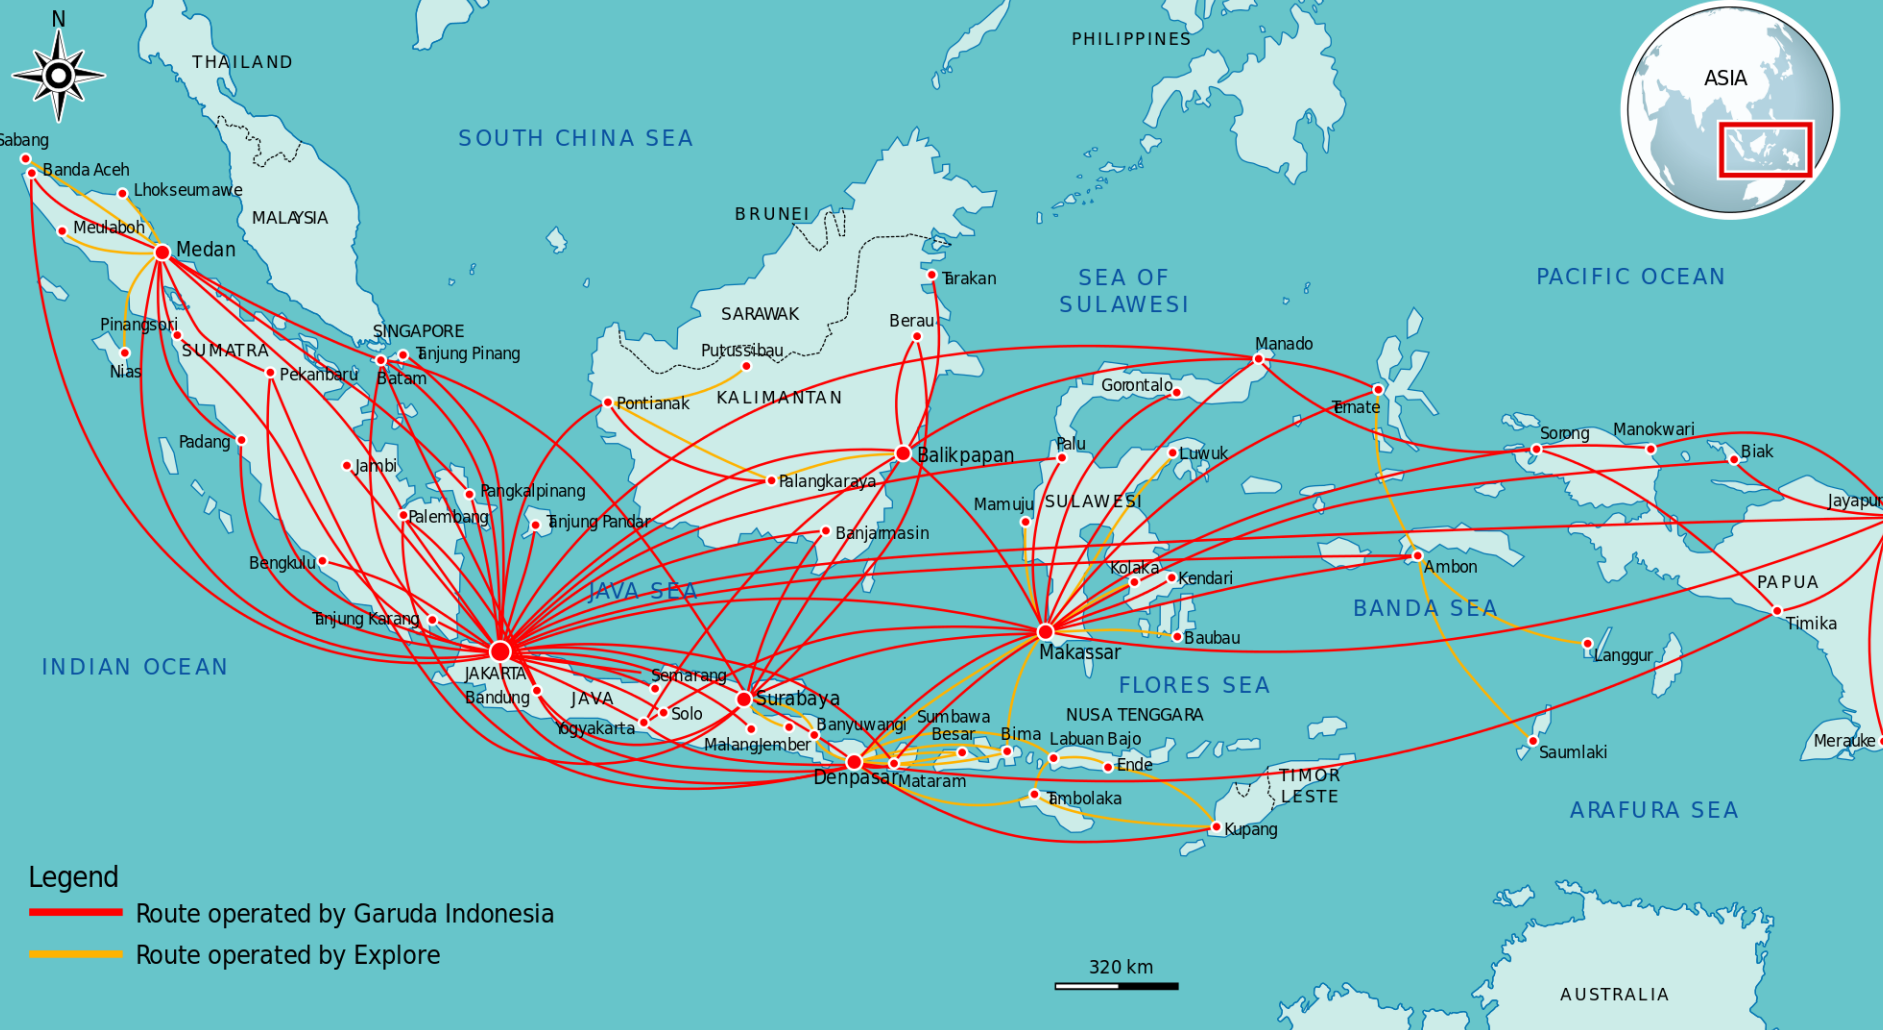 N
THAILAND
PHILIPPINES
ASIA
SOUTH CHINA SEA
Sabang
Banda Aceh
Lhokseumawe
MALAYSIA
BRUNEI
Meulaboh
Medan
Tarakan
SEA OF
SULAWESI
PACIFIC OCEAN
SARAWAK
Berau
Pinangsori
SUMATRA
SINGAPORE
Tanjung Pinang
Putussibau
Manado
Nias
Pekanbaru
Batam
Gorontalo
Pontianak
KALIMANTAN
Ternate
Padang
Palu
Sorong
Manokwari
Balikpapan
Luwuk
Biak
Jambi
Palangkaraya
Pangkalpinang
Mamuju
SULAWESI
Jayapur
Palembang
Tanjung Pandan
Banjarmasin
Bengkulu
JAVA SEA
Kolaka
Kendari
Ambon
PAPUA
Tanjung Karang
BANDA SEA
Timika
Baubau
INDIAN OCEAN
Makassar
Langgur
JAKARTA
Semarang
FLORES SEA
Bandung
JAVA
Surabaya
Solo
Yogyakarta
Banyuwangi
Sumbawa
Besar
NUSA TENGGARA
Bima
Malang
Jember
Labuan Bajo
Merauke
Saumlaki
Ende
Denpasar
Mataram
TIMOR
LESTE
Tambolaka
ARAFURA SEA
Kupang
Legend
Route operated by Garuda Indonesia
Route operated by Explore
320 km
AUSTRALIA